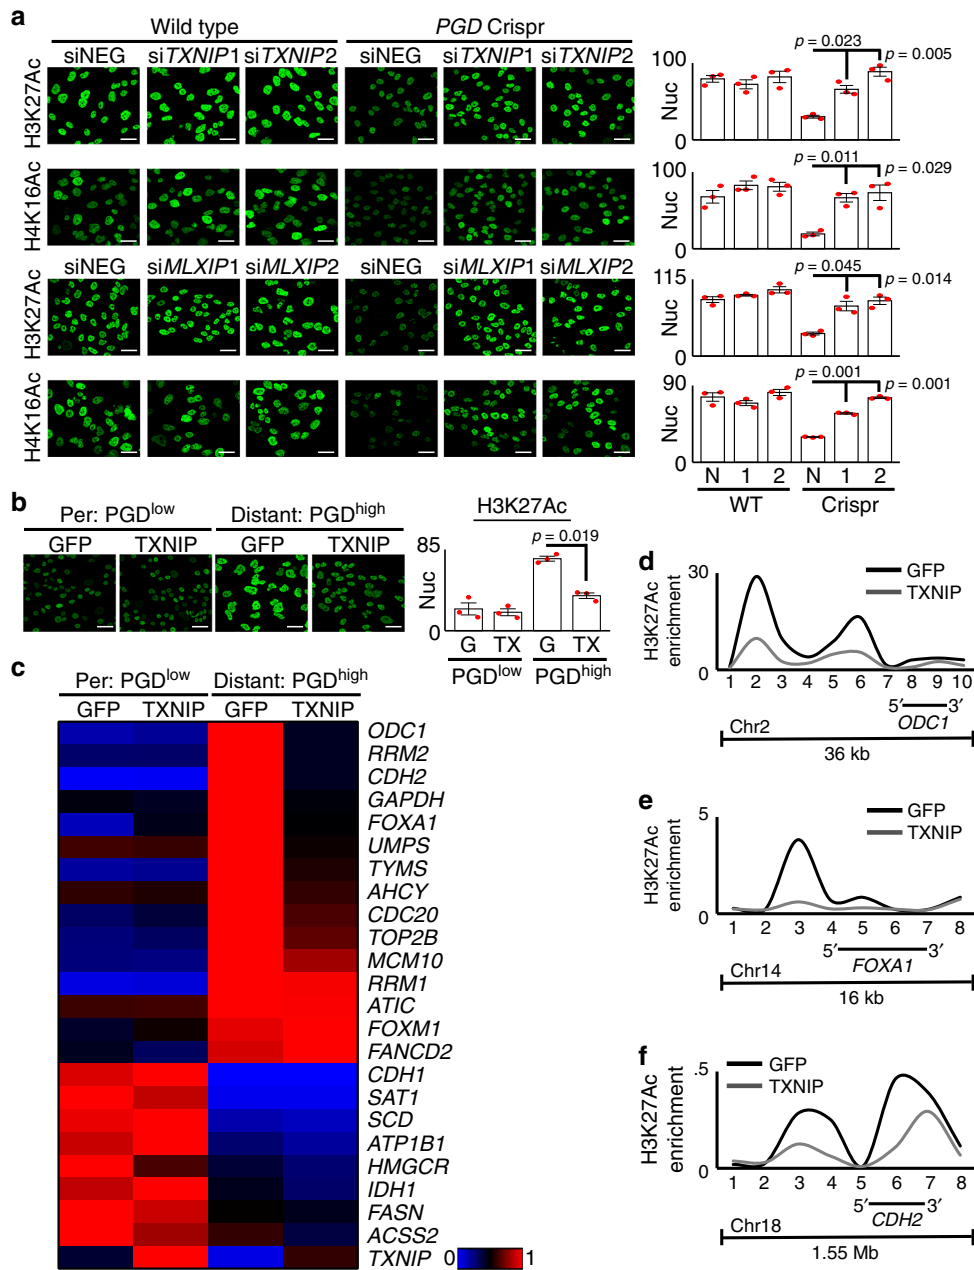 a
Wild type
PGD Crispr
siNEG siTXNIP1 siTXNIP2 siNEG siTXNIP1 siTXNIP2
H3K27Ac
100
Nuc
0
p = 0.023
p = 0.005
H4K16Ac
100
Nuc
0
p = 0.011
p = 0.029
siNEG siMLXIP1 siMLXIP2 siNEG siMLXIP1 siMLXIP2
H3K27Ac
115
Nuc
0
p = 0.045
p = 0.014
H4K16Ac
90
Nuc
0
p = 0.001
p = 0.001
N 1 2 N 1 2
WT Crispr
b
Per: PGDlow Distant: PGDhigh
GFP TXNIP GFP TXNIP
H3K27Ac
85
Nuc
0
p = 0.019
G TX G TX
PGDlow PGDhigh
c
Per: PGDlow Distant: PGDhigh
GFP TXNIP GFP TXNIP
ODC1
RRM2
CDH2
GAPDH
FOXA1
UMPS
TYMS
AHCY
CDC20
TOP2B
MCM10
RRM1
ATIC
FOXM1
FANCD2
CDH1
SAT1
SCD
ATP1B1
HMGCR
IDH1
FASN
ACSS2
TXNIP
0 1
d
30
H3K27Ac
enrichment
0
GFP
TXNIP
1 2 3 4 5 6 7 8 9 10
5′ 3′
ODC1
Chr2
36 kb
e
5
H3K27Ac
enrichment
0
GFP
TXNIP
1 2 3 4 5 6 7 8
5′ 3′
FOXA1
Chr14
16 kb
f
.5
H3K27Ac
enrichment
0
GFP
TXNIP
1 2 3 4 5 6 7 8
5′ 3′
CDH2
Chr18
1.55 Mb